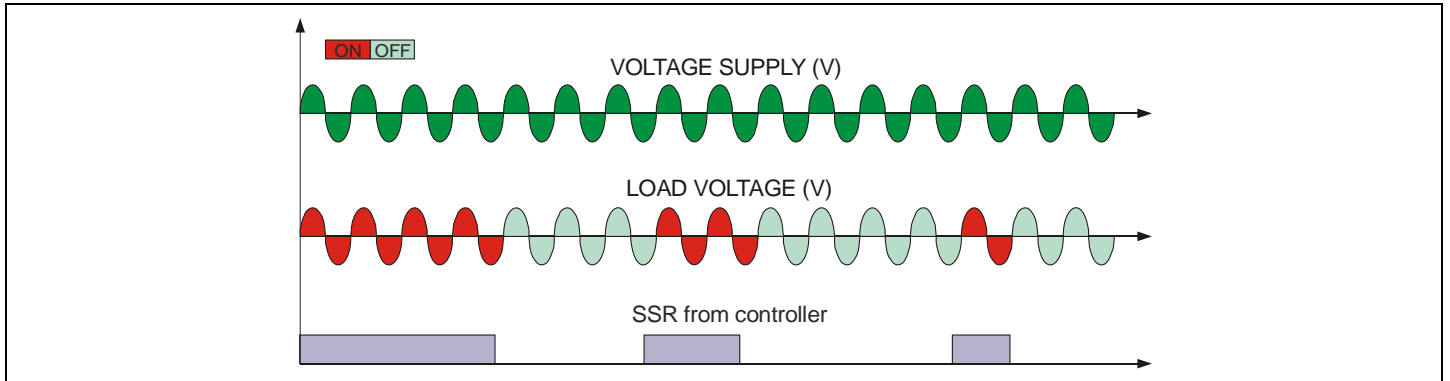 ON OFF
VOLTAGE SUPPLY (V)
LOAD VOLTAGE (V)
SSR from controller